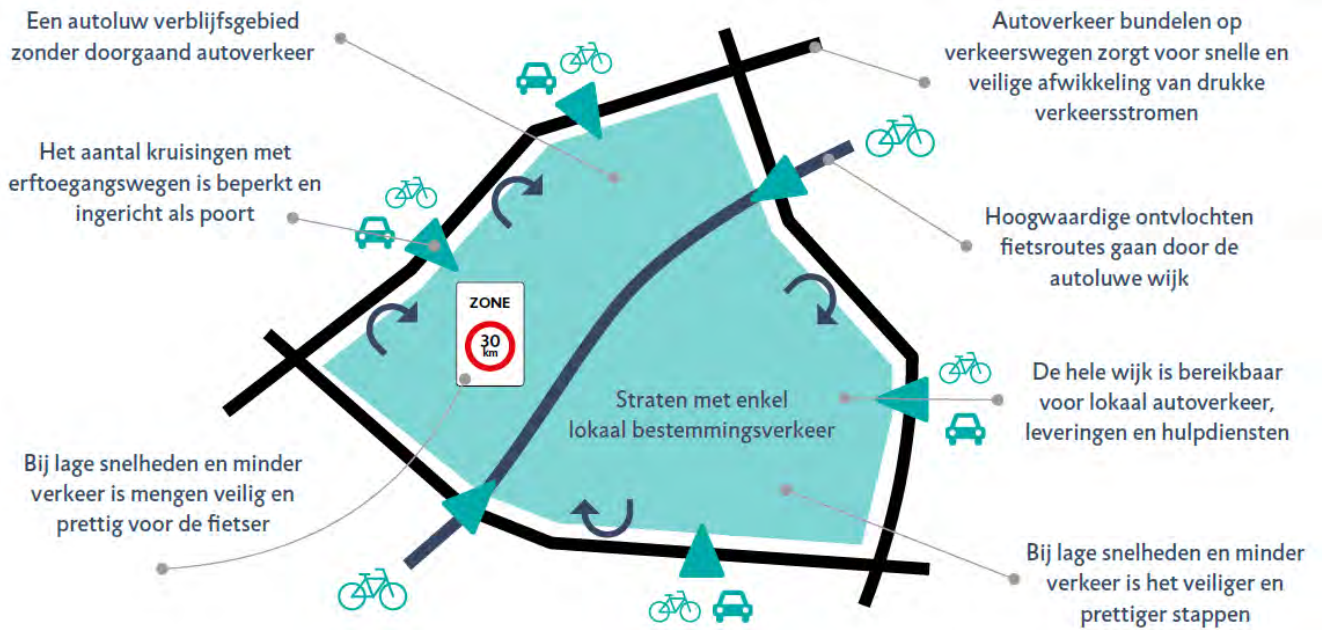 Een autoluw verblijfsgebied
zonder doorgaand autoverkeer
Autoverkeer bundelen op
verkeerswegen zorgt voor snelle en
veilige afwikkeling van drukke
verkeersstromen
Het aantal kruisingen met
erftoegangswegen is beperkt en
ingericht als poort
Hoogwaardige ontvlochten
fietsroutes gaan door de
autoluwe wijk
ZONE
30
km
Straten met enkel
lokaal bestemmingsverkeer
De hele wijk is bereikbaar
voor lokaal autoverkeer,
leveringen en hulpdiensten
Bij lage snelheden en minder
verkeer is mengen veilig en
prettig voor de fietser
Bij lage snelheden en minder
verkeer is het veiliger en
prettiger stappen